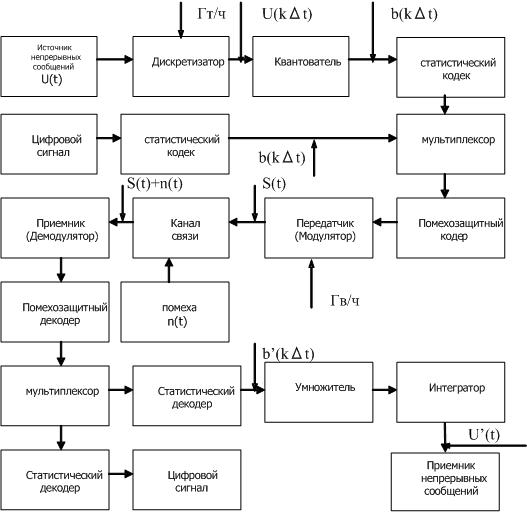 Гт/ч
U(kΔt)
b(kΔt)
Источник
непрерывных
сообщений
U(t)
Дискретизатор
Квантователь
статистический
кодек
Цифровой
сигнал
статистический
кодек
мультиплексор
b(kΔt)
S(t)+n(t)
S(t)
Приемник
(Демодулятор)
Канал
связи
Передатчик
(Модулятор)
Помехозащитный
кодер
Гв/ч
Помехозащитный
декодер
помеха
n(t)
b’(kΔt)
мультиплексор
Статистический
декодер
Умножитель
Интегратор
U’(t)
Статистический
декодер
Цифровой
сигнал
Приемник
непрерывных
сообщений